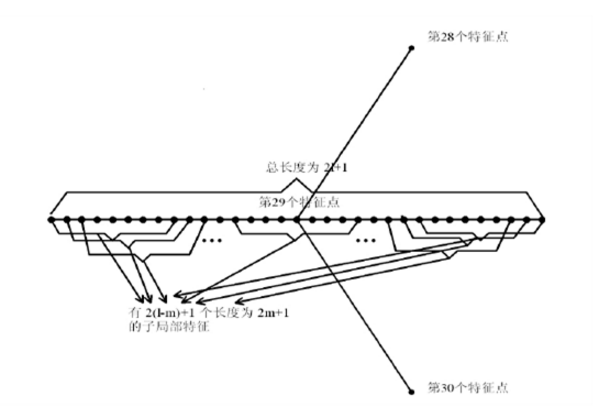 第28个特征点
总长度为 2l+1
第29个特征点
有 2(l-m)+1 个长度为 2m+1
的子局部特征
第30个特征点